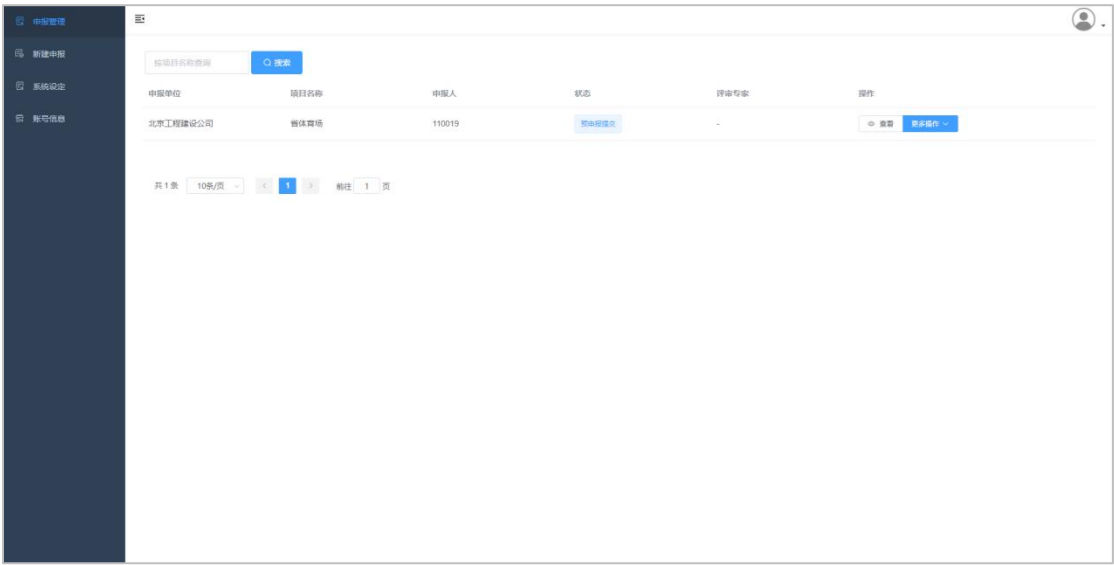 申报管理
新建申报
系统设定
账号信息
按项目名称查询 搜索
申报单位 项目名称 申报人 状态 评审专家 操作
北京工程建设公司 省体育场 110019 预申报提交 - 查看 更多操作
共 1 条 10条/页 1 前往 1 页